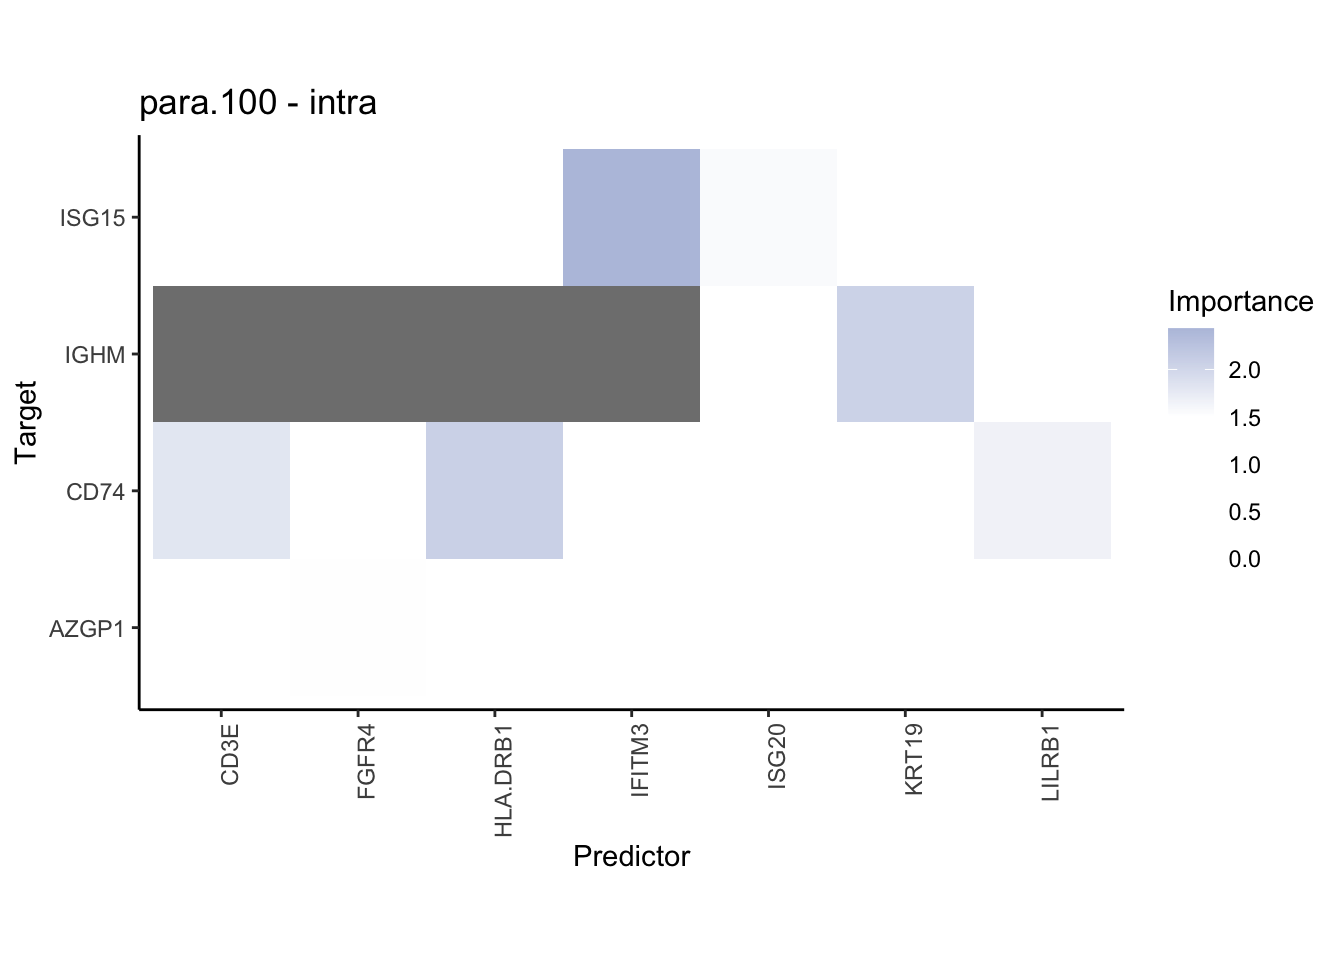 para.100 - intra
ISG15
IGHM
CD74
AZGP1
Target
CD3E
FGFR4
HLA.DRB1
IFITM3
ISG20
KRT19
LILRB1
Predictor
Importance
2.0
1.5
1.0
0.5
0.0